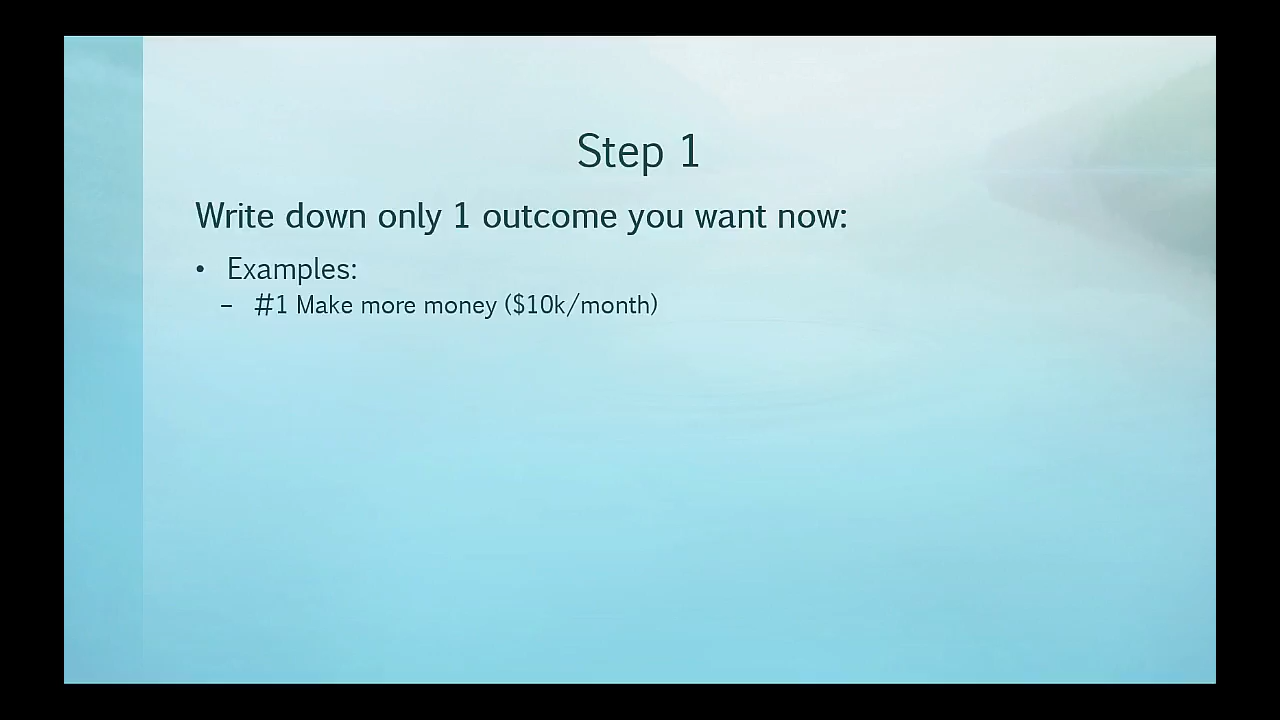 Step 1
Write down only 1 outcome you want now:
• Examples:
– #1 Make more money ($10k/month)